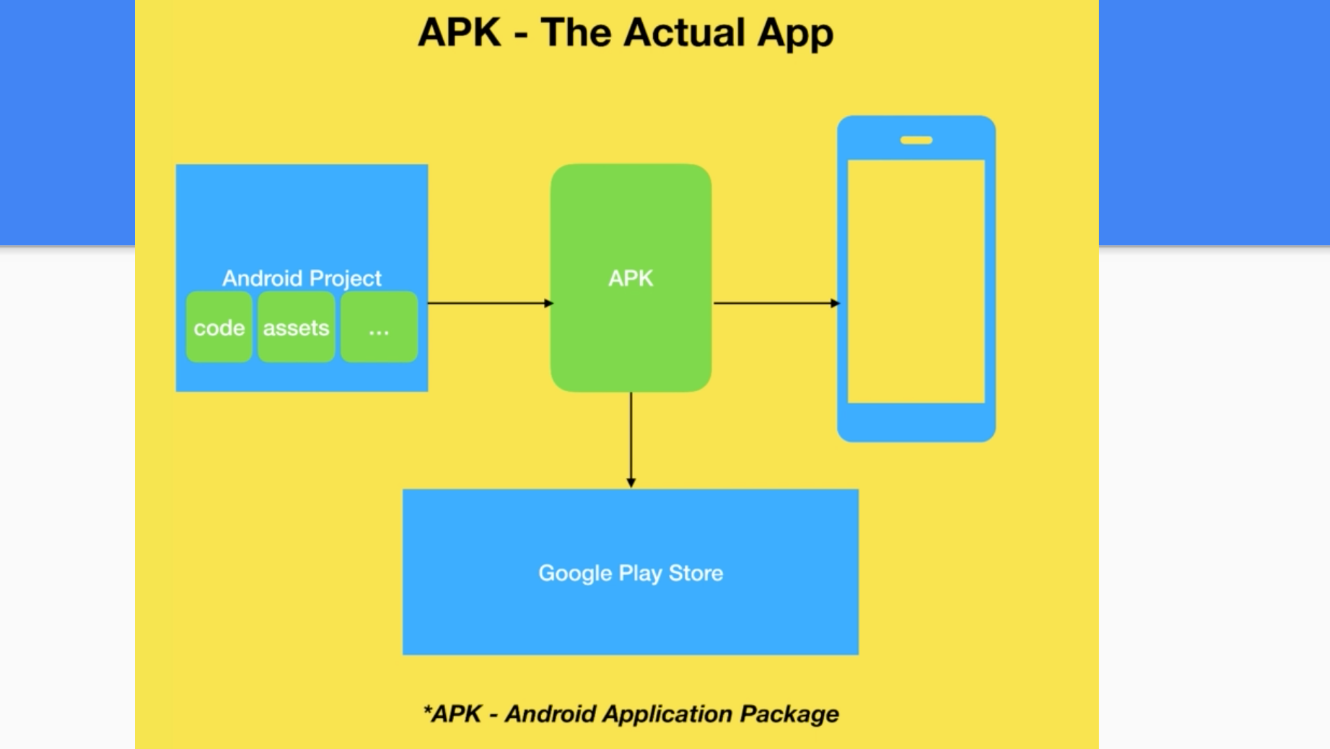 APK - The Actual App
Android Project
code
assets
...
APK
Google Play Store
*APK - Android Application Package